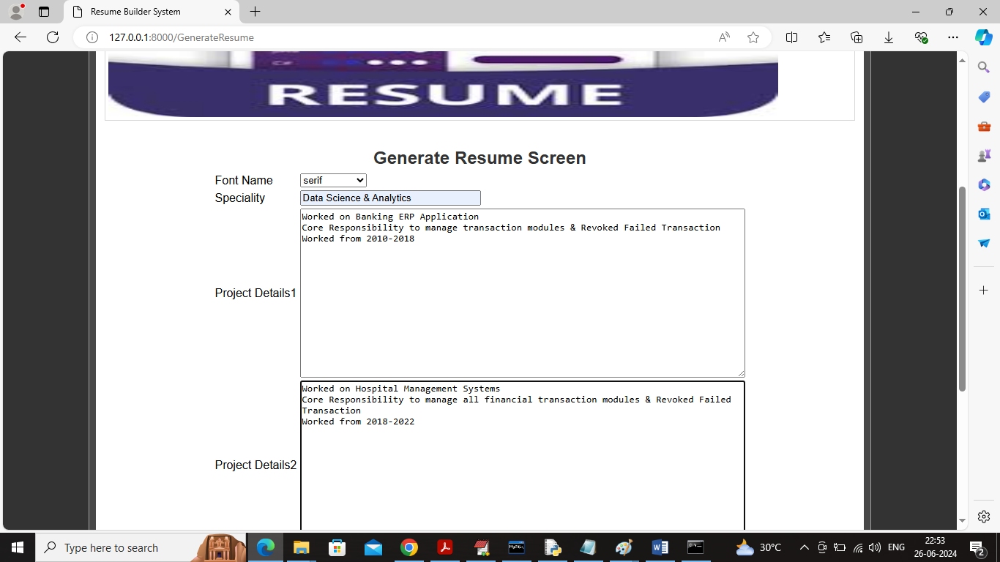 Resume Builder System
127.0.0.1:8000/GenerateResume
RESUME
Generate Resume Screen
Font Name
serif
Speciality
Data Science & Analytics
Project Details1
Worked on Banking ERP Application
Core Responsibility to manage transaction modules & Revoked Failed Transaction
Worked from 2010-2018
Project Details2
Worked on Hospital Management Systems
Core Responsibility to manage all financial transaction modules & Revoked Failed
Transaction
Worked from 2018-2022
Type here to search
30°C
ENG
22:53
26-06-2024
2